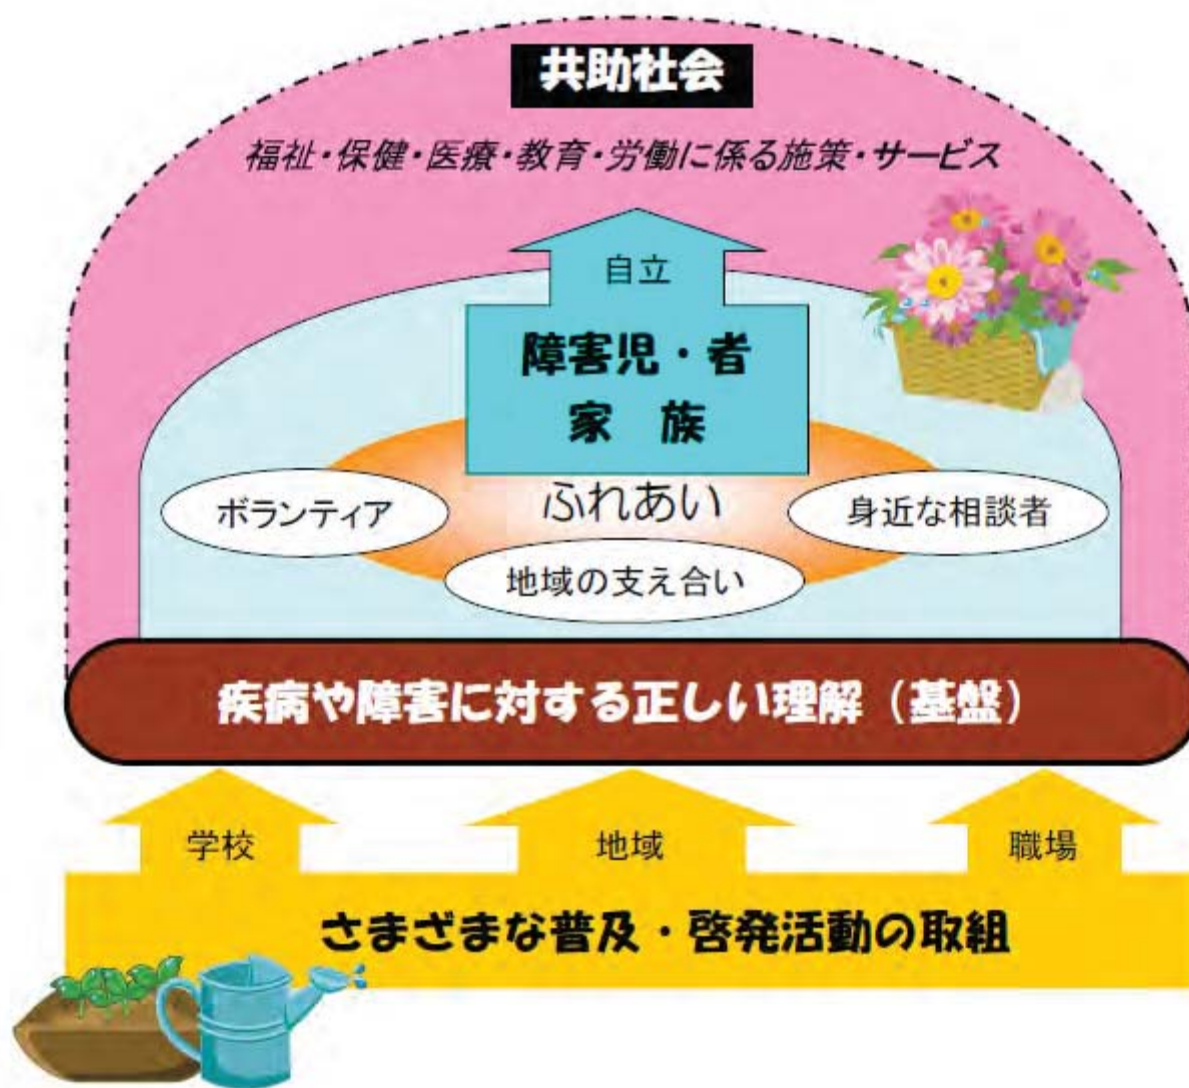 共助社会
福祉・保健・医療・教育・労働に係る施策・サービス
自立
障害児・者
家　族
ふれあい
ボランティア
身近な相談者
地域の支え合い
疾病や障害に対する正しい理解（基盤）
学校
地域
職場
さまざまな普及・啓発活動の取組